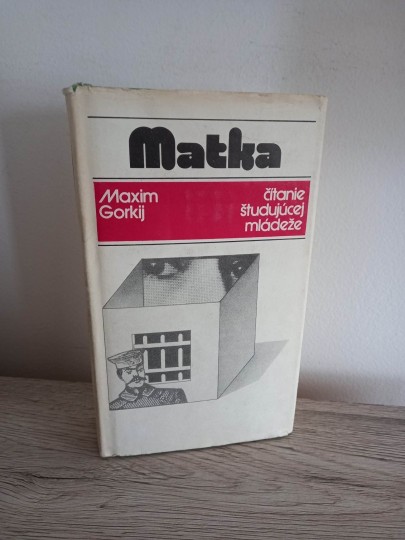 Matka
Maxim
Gorkij
čítanie
študujúcej
mládeže